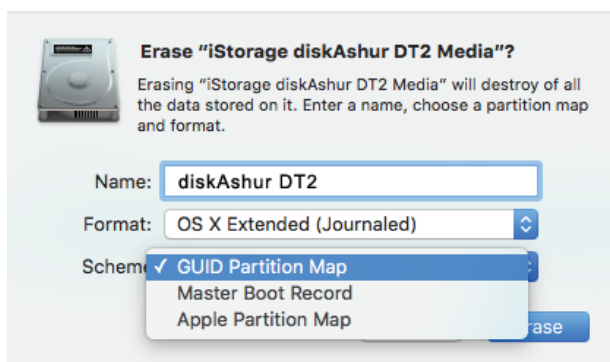 Erase “iStorage diskAshur DT2 Media”?
Erasing “iStorage diskAshur DT2 Media” will destroy of all
the data stored on it. Enter a name, choose a partition map
and format.
Name: diskAshur DT2
Format: OS X Extended (Journaled)
Schem ✓ GUID Partition Map
Master Boot Record
Apple Partition Map
rase